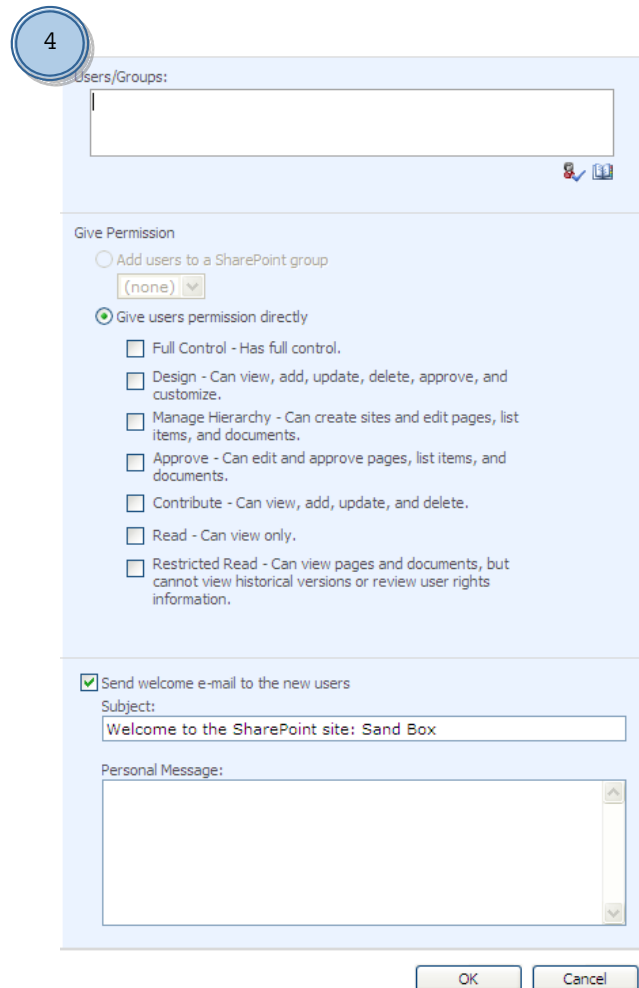 4
Users/Groups:
Give Permission
Add users to a SharePoint group
(none)
Give users permission directly
Full Control - Has full control.
Design - Can view, add, update, delete, approve, and
customize.
Manage Hierarchy - Can create sites and edit pages, list
items, and documents.
Approve - Can edit and approve pages, list items, and
documents.
Contribute - Can view, add, update, and delete.
Read - Can view only.
Restricted Read - Can view pages and documents, but
cannot view historical versions or review user rights
information.
Send welcome e-mail to the new users
Subject:
Welcome to the SharePoint site: Sand Box
Personal Message:
OK Cancel